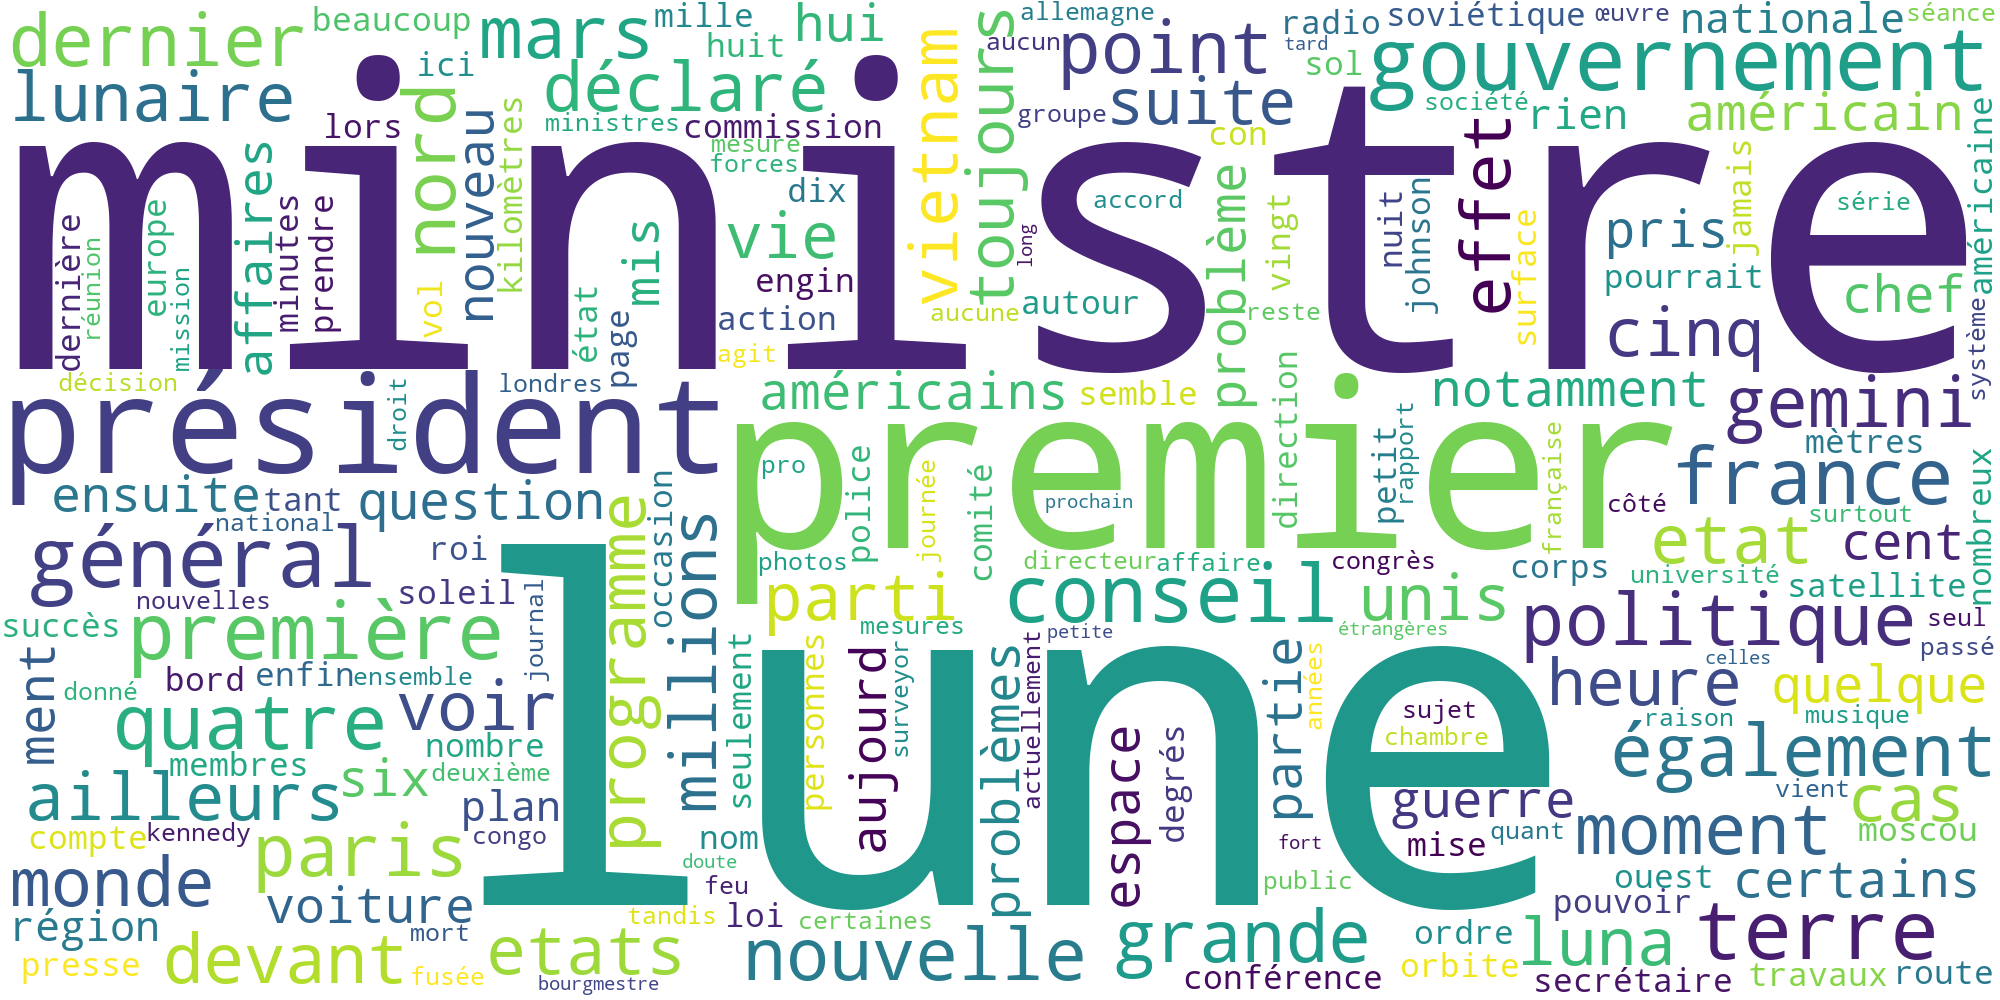 dernier
beaucoup
mars
mille
huit
hui
toujours
allemagne
aucun
point
radio
tard
sol
soviétique
œuvre
nationale
séance
gouvernement
lunaire
ici
nord
déclaré
vietnam
suite
groupe
société
rien
américain
américaine
lors
nouveau
kilomètres
ministres
commission
mesure
forces
con
effet
jamais
ministre
affaires
dernière
réunion
europe
mission
minutes
prendre
vol
mis
état
page
dix
vie
engin
action
agit
aucune
long
accord
autour
problème
vingt
reste
nuit
johnson
surface
pris
pourrait
cinq
série
chef
système
décision
droit
londres
président
américains
semble
direction
notamment
gemini
premier
pro
police
journée
comité
prochain
petit
rapport
française
mètres
france
côté
nombreux
ensuite
tant
question
national
occasion
programme
millions
général
roi
soleil
nouvelles
journal
photos
directeur
affaire
congrès
corps
etat
surtout
cent
université
satellite
parti
conseil
unis
politique
seul
passé
succès
première
mesures
petite
étrangères
celles
ment
donné
bord
enfin
ensemble
voir
lune
seulement
personnes
aujourd
surveyor
problèmes
actuellement
espace
degrés
partie
années
sujet
chambre
heure
quelque
raison
musique
également
quatre
nombre
membres
six
deuxième
ailleurs
plan
compte
kennedy
congo
paris
nom
doute
feu
guerre
mise
quant
fort
vient
cas
moment
moscou
monde
voiture
loi
tandis
certaines
public
ouest
certains
pouvoir
région
mort
devant
presse
fusée
etats
bourgmestre
nouvelle
grande
conférence
ordre
orbite
luna
secrétaire
terre
travaux
route